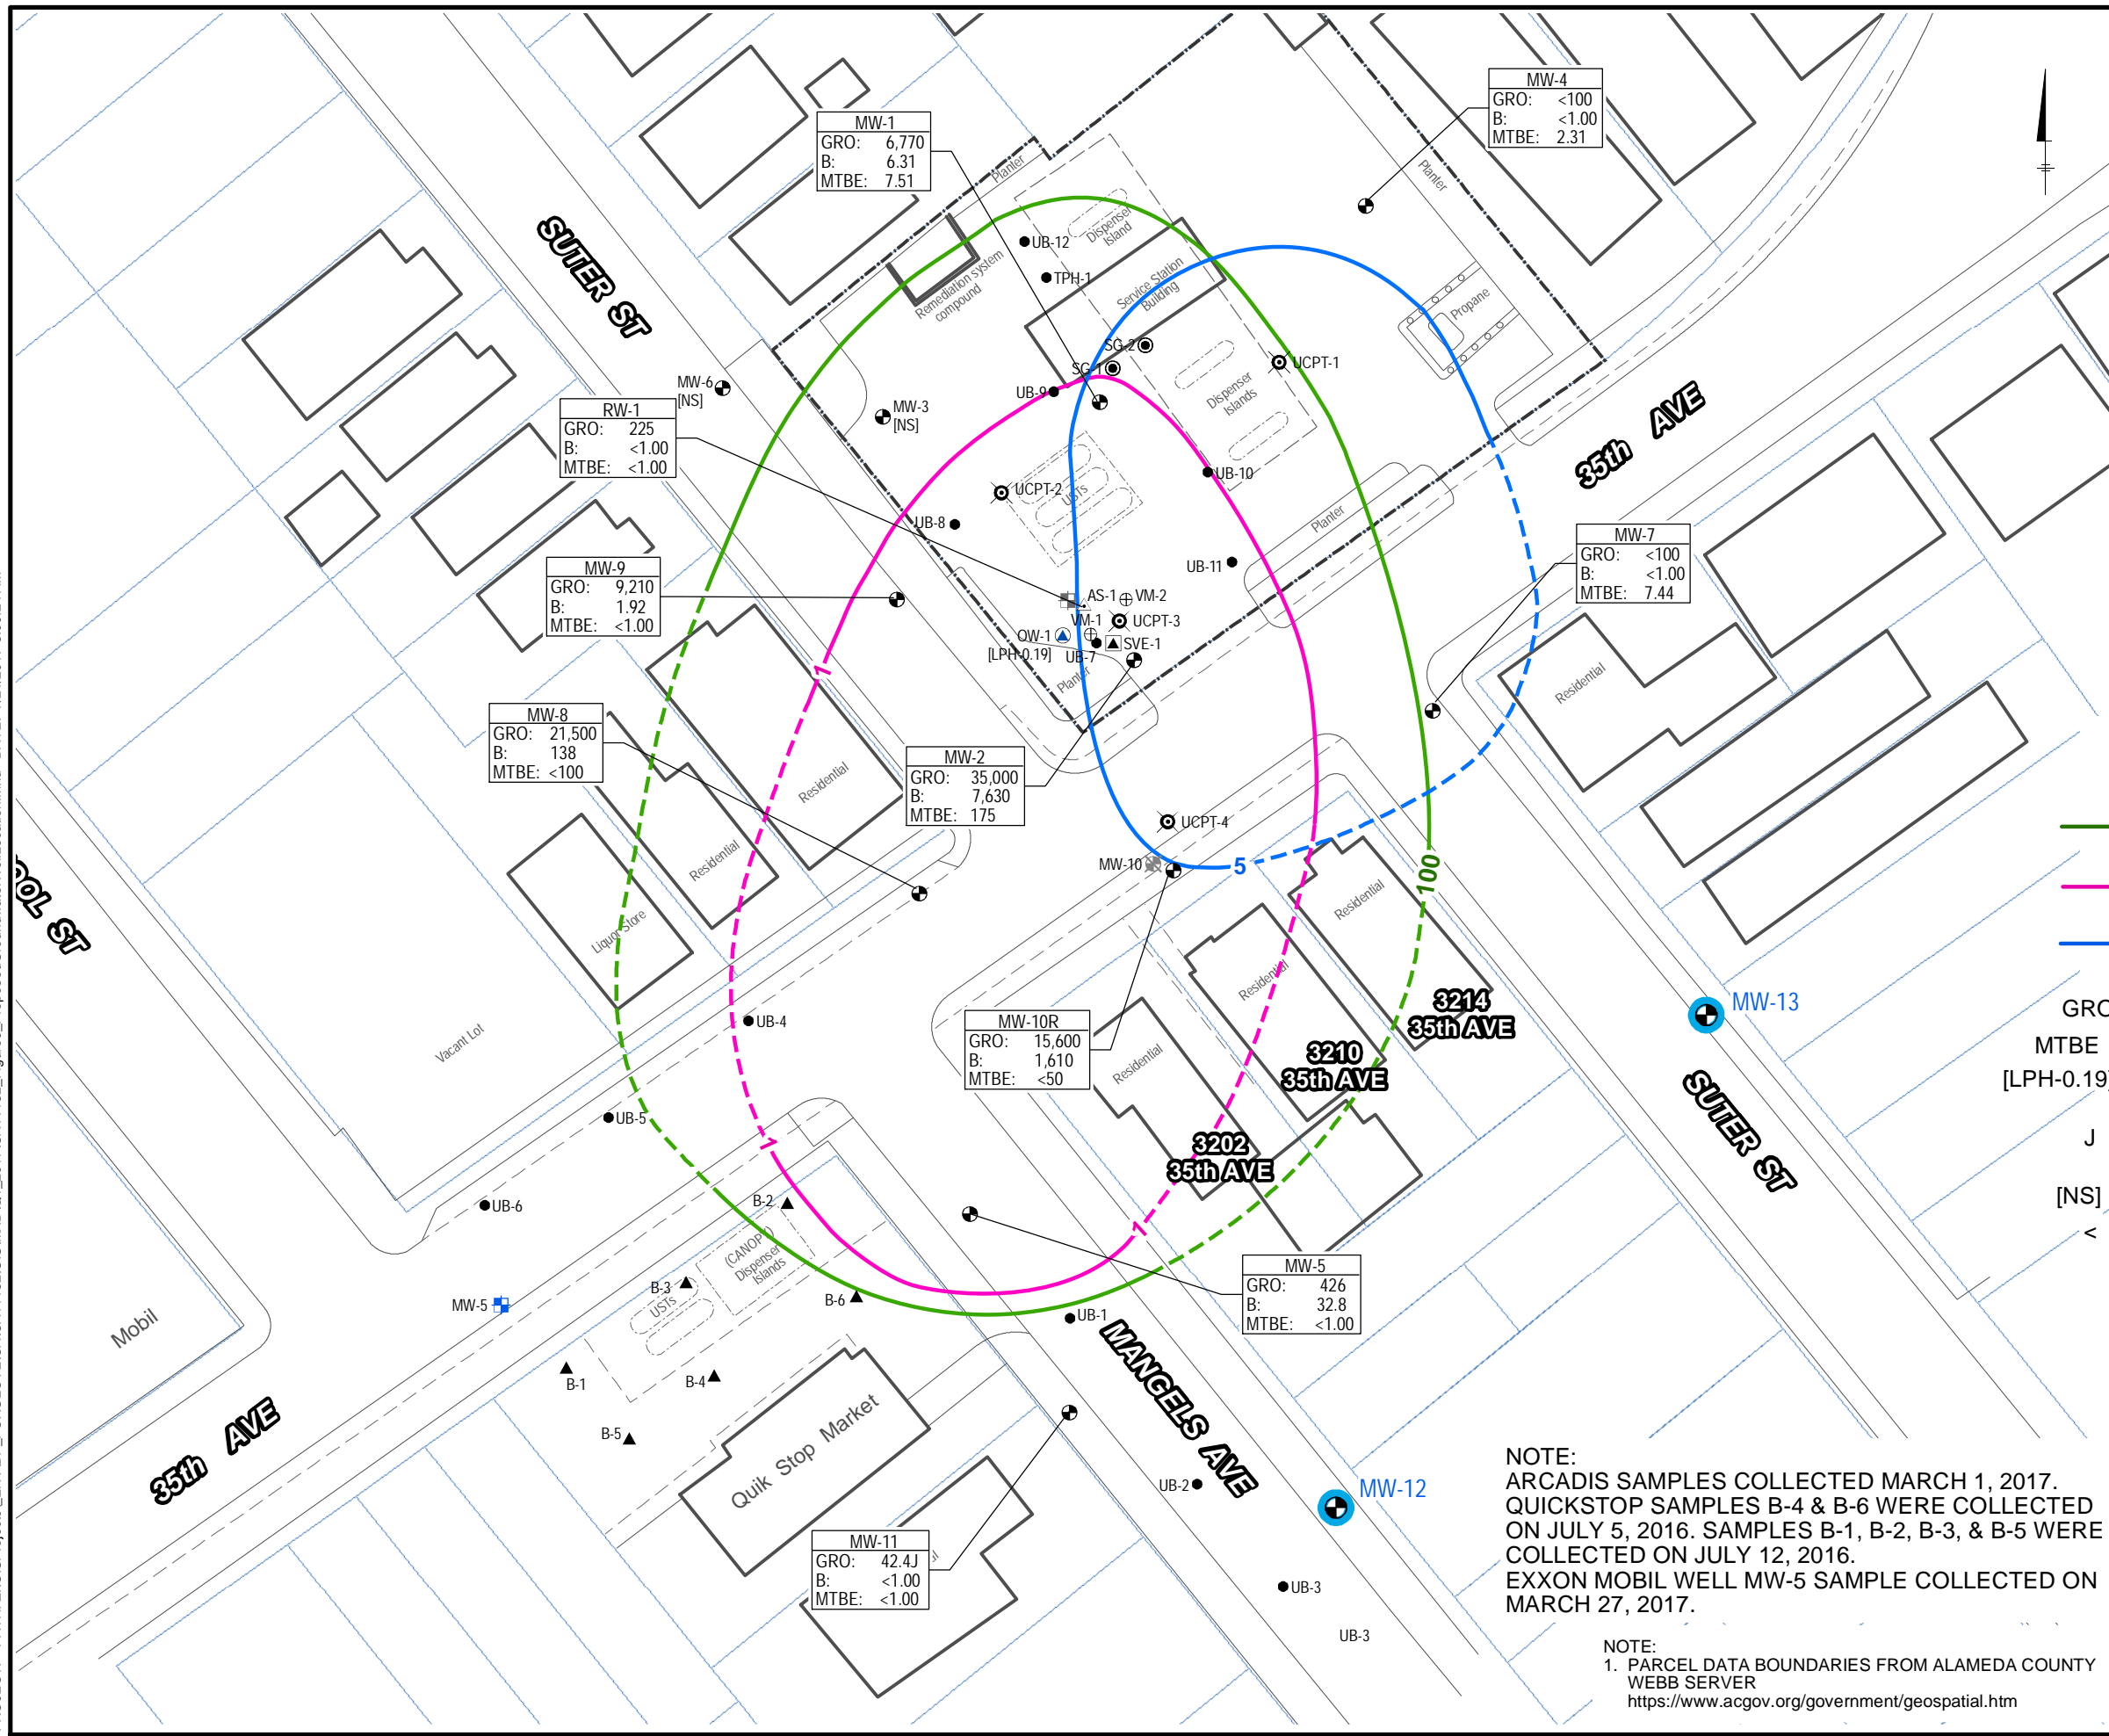 MW-4
GRO: <100
B: <1.00
MTBE: 2.31
MW-1
GRO: 6,770
B: 6.31
MTBE: 7.51
Planter
Planter
SUTER ST
UB-12
Dispenser
Island
TPH-1
Remediation system
compound
Service Station
Building
Propane
SG-2
SG-1
UCPT-1
MW-6
[NS]
UB-9
Dispenser
Islands
MW-3
[NS]
RW-1
GRO: 225
B: <1.00
MTBE: <1.00
35th AVE
UB-10
UCPT-2
USTs
UB-8
Planter
MW-7
GRO: <100
B: <1.00
MTBE: 7.44
MW-9
GRO: 9,210
B: 1.92
MTBE: <1.00
UB-11
AS-1
VM-2
VM-1
UCPT-3
OW-1
[LPH-0.19]
UB-7
SVE-1
Planter
1
Residential
MW-8
GRO: 21,500
B: 138
MTBE: <100
MW-2
GRO: 35,000
B: 7,630
MTBE: 175
Residential
UCPT-4
Residential
MW-10
5
100
Residential
OOL ST
Liquor Store
Residential
MW-13
3214
35th AVE
GRO
MTBE
[LPH-0.19]
J
[NS]
<
UB-4
Vacant Lot
MW-10R
GRO: 15,600
B: 1,610
MTBE: <50
Residential
3210
35th AVE
SUTER ST
UB-5
1
3202
35th AVE
UB-6
B-2
1
(CANOPY)
Dispenser
Islands
B-3
USTs
B-6
MW-5
MW-5
GRO: 426
B: 32.8
MTBE: <1.00
Mobil
UB-1
MANGELS AVE
B-1
B-4
B-5
35th AVE
Quik Stop Market
UB-2
MW-12
MW-11
GRO: 42.4J
B: <1.00
MTBE: <1.00
UB-3
UB-3
NOTE:
ARCADIS SAMPLES COLLECTED MARCH 1, 2017.
QUICKSTOP SAMPLES B-4 & B-6 WERE COLLECTED
ON JULY 5, 2016. SAMPLES B-1, B-2, B-3, & B-5 WERE
COLLECTED ON JULY 12, 2016.
EXXON MOBIL WELL MW-5 SAMPLE COLLECTED ON
MARCH 27, 2017.
NOTE:
1. PARCEL DATA BOUNDARIES FROM ALAMEDA COUNTY
WEBB SERVER
https://www.acgov.org/government/geospatial.htm